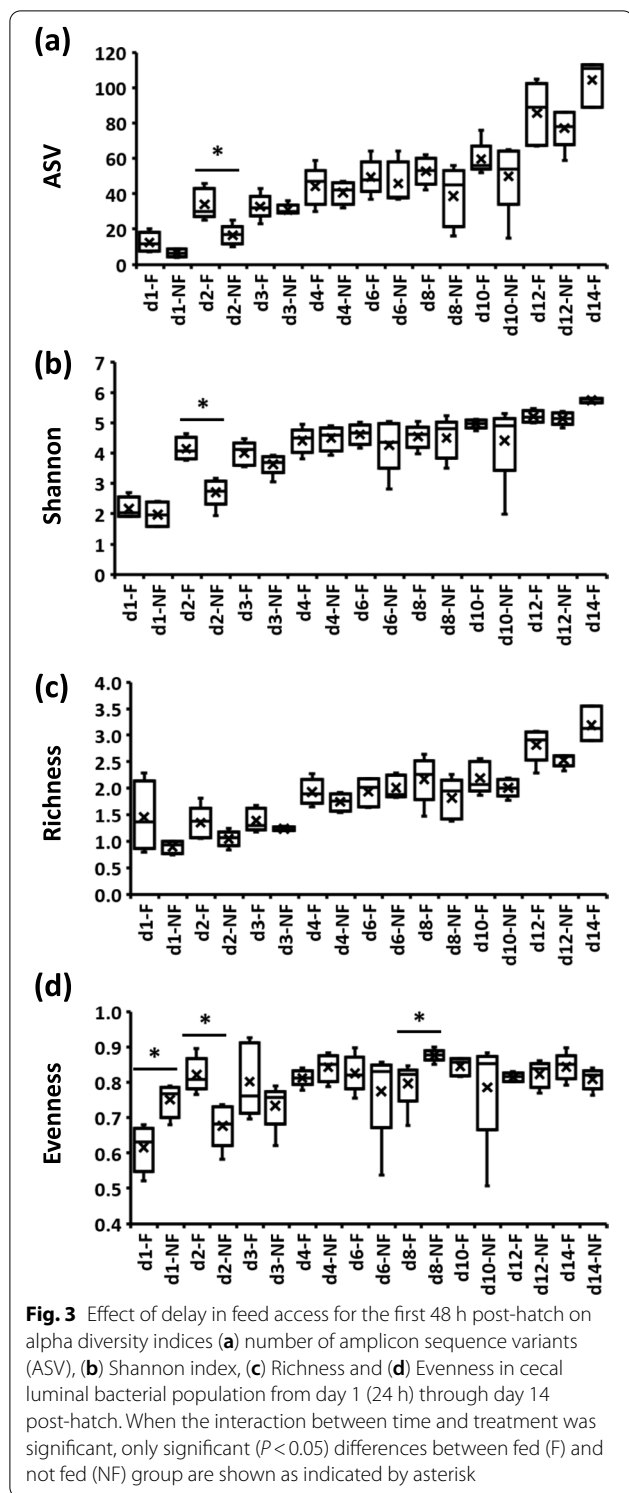 (a)
ASV
120
100
80
60
40
20
0
*
d1-F d1-NF d2-F d2-NF d3-F d3-NF d4-F d4-NF d6-F d6-NF d8-F d8-NF d10-F d10-NF d12-F d12-NF d14-F
(b)
Shannon
7
6
5
4
3
2
1
0
*
d1-F d1-NF d2-F d2-NF d3-F d3-NF d4-F d4-NF d6-F d6-NF d8-F d8-NF d10-F d10-NF d12-F d12-NF d14-F
(c)
Richness
4.0
3.5
3.0
2.5
2.0
1.5
1.0
0.5
0.0
d1-F d1-NF d2-F d2-NF d3-F d3-NF d4-F d4-NF d6-F d6-NF d8-F d8-NF d10-F d10-NF d12-F d12-NF d14-F
(d)
Evenness
1.0
0.9
0.8
0.7
0.6
0.5
0.4
* * *
d1-F d1-NF d2-F d2-NF d3-F d3-NF d4-F d4-NF d6-F d6-NF d8-F d8-NF d10-F d10-NF d12-F d12-NF d14-F d14-NF
Fig. 3 Effect of delay in feed access for the first 48 h post-hatch on
alpha diversity indices (a) number of amplicon sequence variants
(ASV), (b) Shannon index, (c) Richness and (d) Evenness in cecal
luminal bacterial population from day 1 (24 h) through day 14
post-hatch. When the interaction between time and treatment was
significant, only significant (P < 0.05) differences between fed (F) and
not fed (NF) group are shown as indicated by asterisk